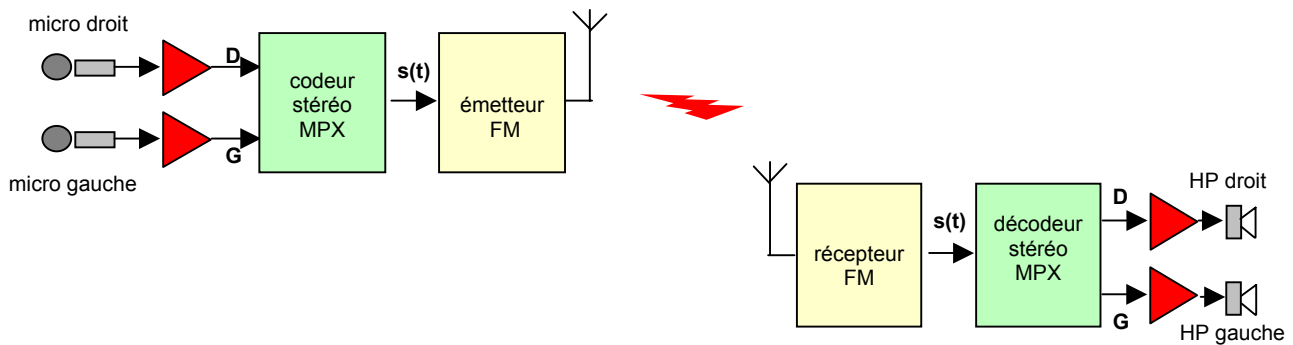 micro droit
D
G
micro gauche
codeur
stéréo
MPX
s(t)
émetteur
FM
récepteur
FM
s(t)
décodeur
stéréo
MPX
D
G
HP droit
HP gauche